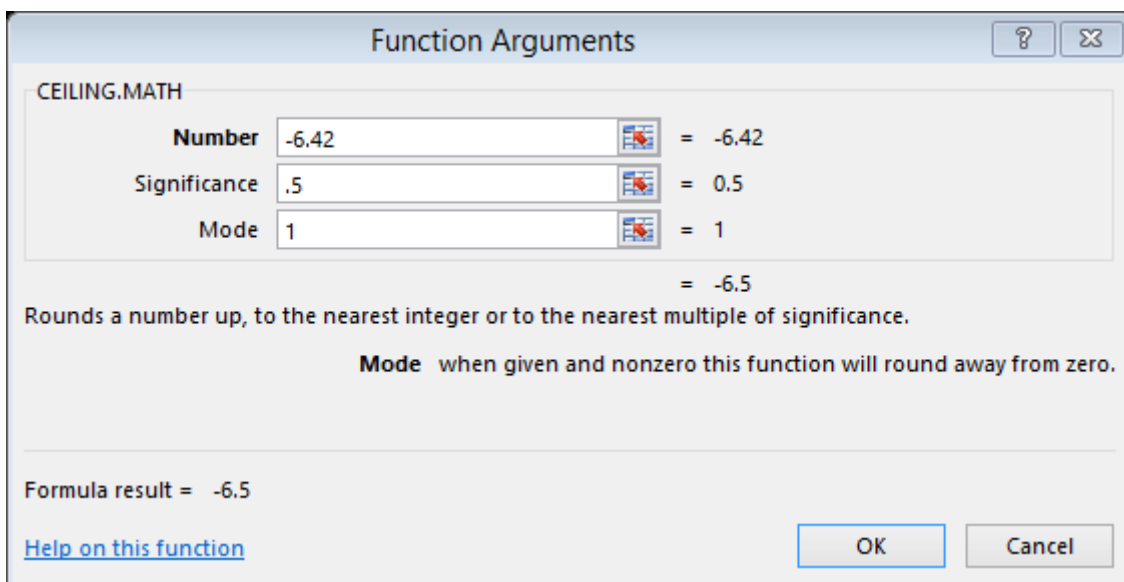 Function Arguments
CEILING.MATH
Number -6.42 = -6.42
Significance .5 = 0.5
Mode 1 = 1
= -6.5
Rounds a number up, to the nearest integer or to the nearest multiple of significance.
Mode when given and nonzero this function will round away from zero.
Formula result = -6.5
Help on this function OK Cancel